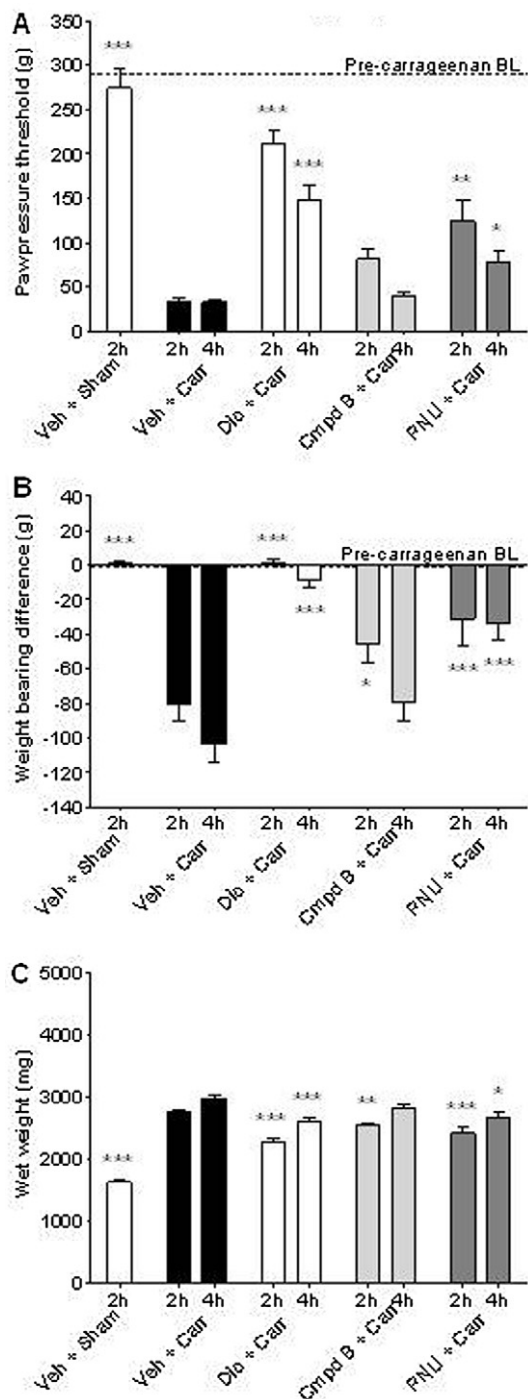 A
Pawpressure threshold (g)
350
300
250
200
150
100
50
0
Pre-carrageenan BL
***
***
***
**
*
2h 2h 4h 2h 4h 2h 4h 2h 4h
Veh + Sham
Veh + Carr
Dic + Carr
Cmpd B + Carr
+ Carr
B
Weight bearing difference (g)
40
20
0
-20
-40
-60
-80
-100
-120
-140
Pre-carrageenan BL
***
***
***
*
***
***
2h 2h 4h 2h 4h 2h 4h 2h 4h
Veh + Sham
Veh + Carr
Dic + Carr
Cmpd B + Carr
+ Carr
C
Wet weight (mg)
5000
4000
3000
2000
1000
0
***
***
***
**
***
*
2h 2h 4h 2h 4h 2h 4h 2h 4h
Veh + Sham
Veh + Carr
Dic + Carr
Cmpd B + Carr
+ Carr